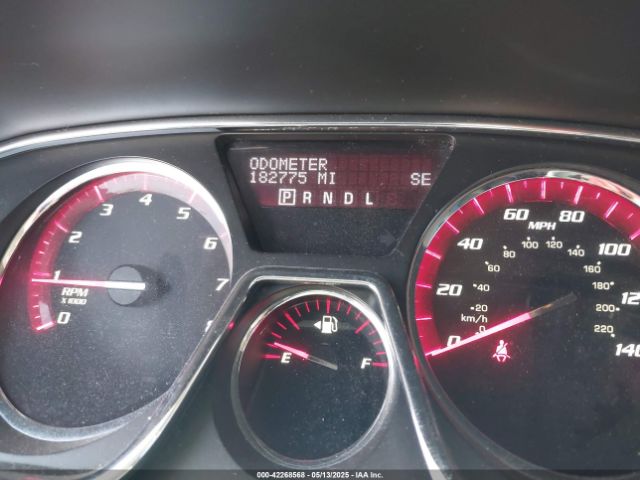 ODOMETER
182775 MI SE
P R N D L
0 1 2 3 4 5 6 7 8
RPM
X 1000
E F
0 20 40 60 80 100 120 140
MPH
0 20 60 80 100 120 140 160 180 200 220
km/h
000-42268568 - 05/13/2025 - IAA Inc.